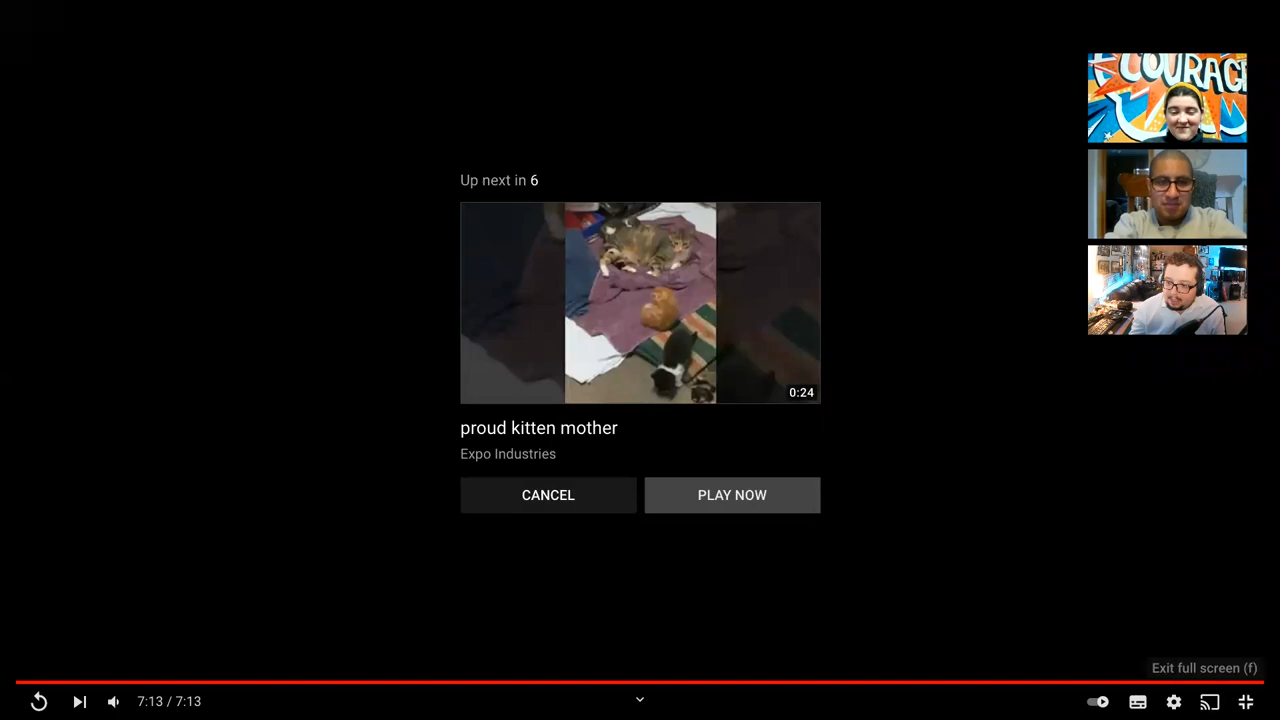 COURAGE
Up next in 6
0:24
proud kitten mother
Expo Industries
CANCEL
PLAY NOW
Exit full screen (f)
7:13 / 7:13